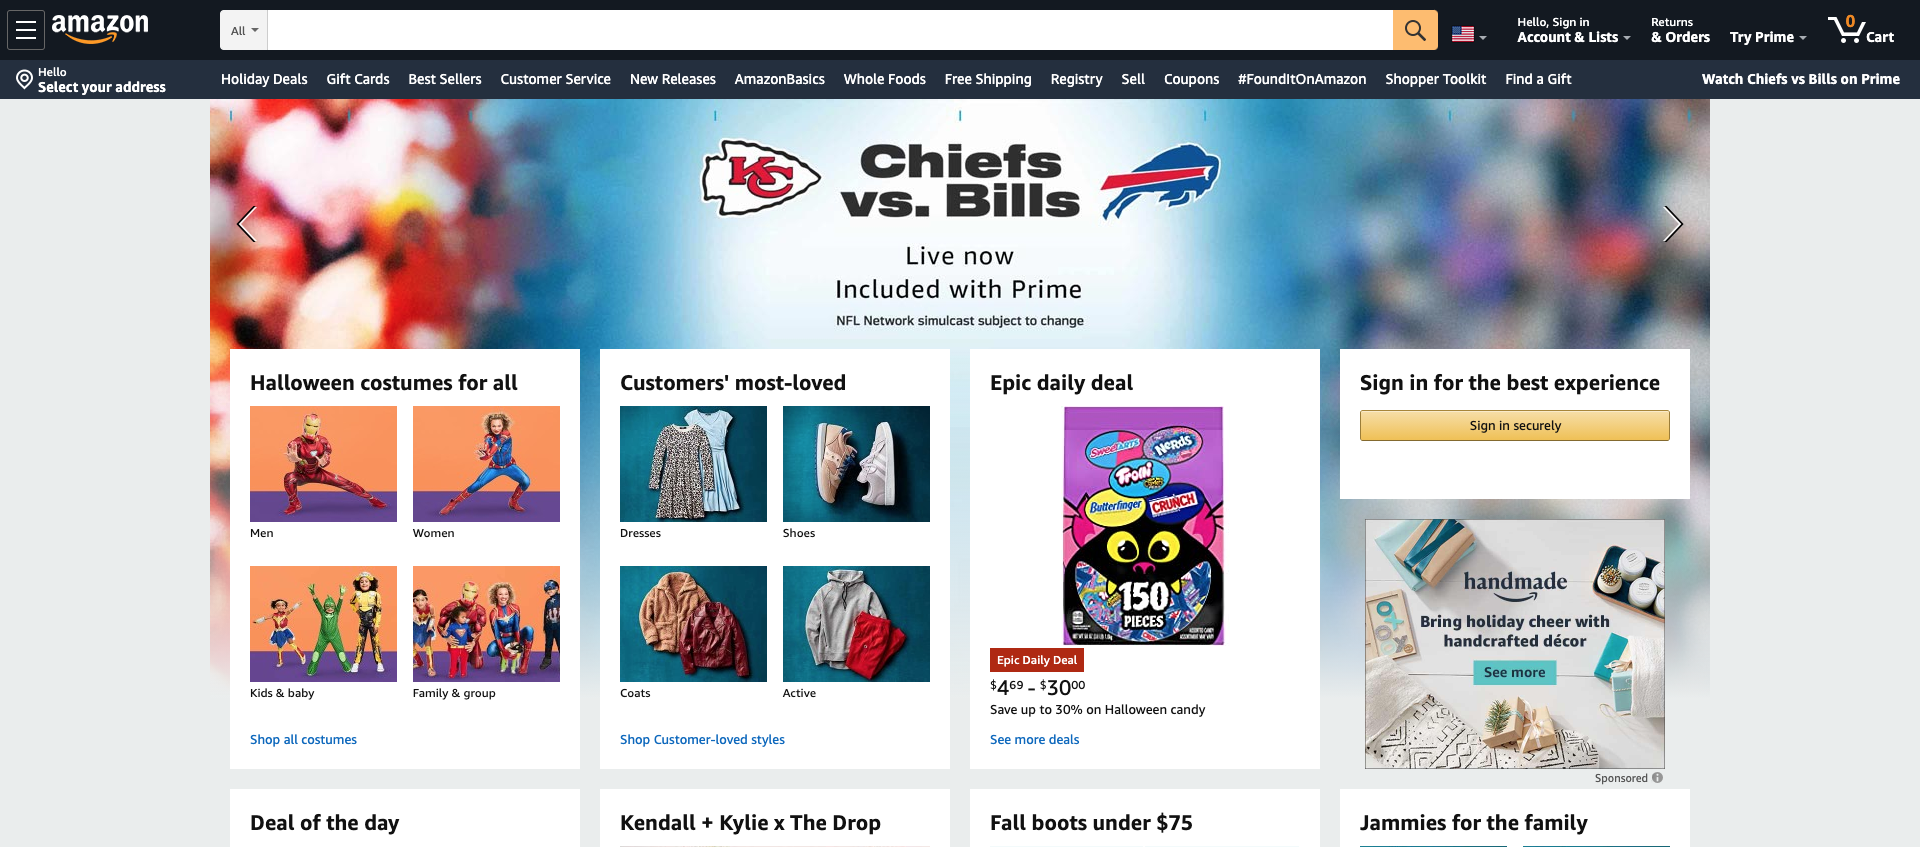 amazon
All
Hello, Sign in
Account & Lists
Returns
& Orders
Try Prime
0
Cart
Hello
Select your address
Holiday Deals
Gift Cards
Best Sellers
Customer Service
New Releases
AmazonBasics
Whole Foods
Free Shipping
Registry
Sell
Coupons
#FoundItOnAmazon
Shopper Toolkit
Find a Gift
Watch Chiefs vs Bills on Prime
KC
Chiefs
vs. Bills
Live now
Included with Prime
NFL Network simulcast subject to change
Halloween costumes for all
Men
Women
Kids & baby
Family & group
Shop all costumes
Customers' most-loved
Dresses
Shoes
Coats
Active
Shop Customer-loved styles
Epic daily deal
SweeTARTS
Nerds
Trolli
Butterfinger
CRUNCH
150
PIECES
Epic Daily Deal
$469 - $3000
Save up to 30% on Halloween candy
See more deals
Sign in for the best experience
Sign in securely
handmade
Bring holiday cheer with
handcrafted décor
See more
Sponsored
Deal of the day
Kendall + Kylie x The Drop
Fall boots under $75
Jammies for the family